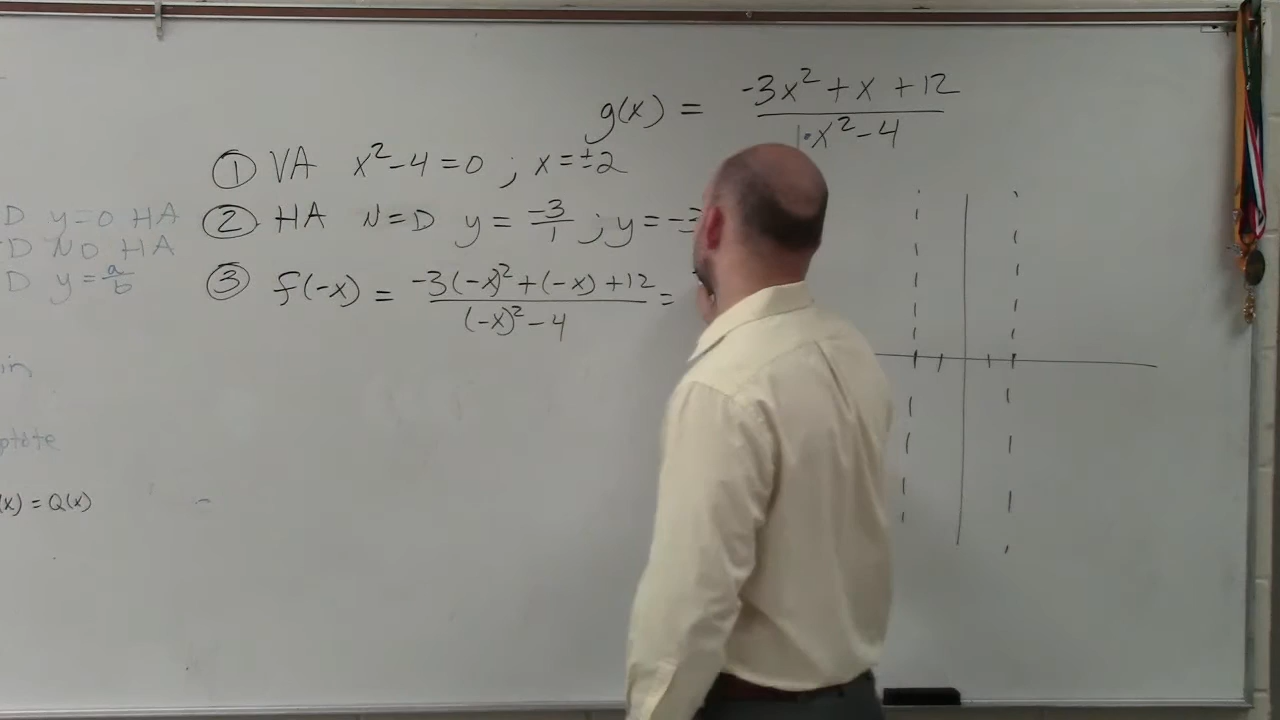 g(x) = -3x² + x + 12 / 1·x² - 4
① VA x² - 4 = 0 ; x = ±2
② HA N = D y = -3/1 ; y = -3
③ f(-x) = -3(-x)² + (-x) + 12 / (-x)² - 4 =
D y = 0 HA
D NO HA
D y = a/b
in
(x) = Q(x)